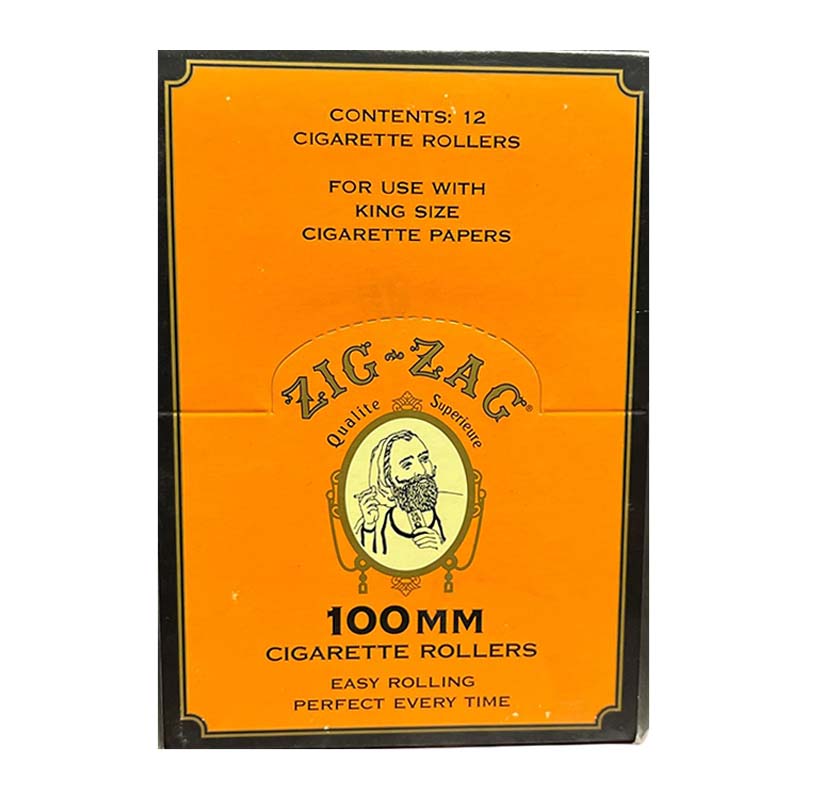 CONTENTS: 12
CIGARETTE ROLLERS
FOR USE WITH
KING SIZE
CIGARETTE PAPERS
ZIG-ZAG®
Qualite Superieure
100MM
CIGARETTE ROLLERS
EASY ROLLING
PERFECT EVERY TIME